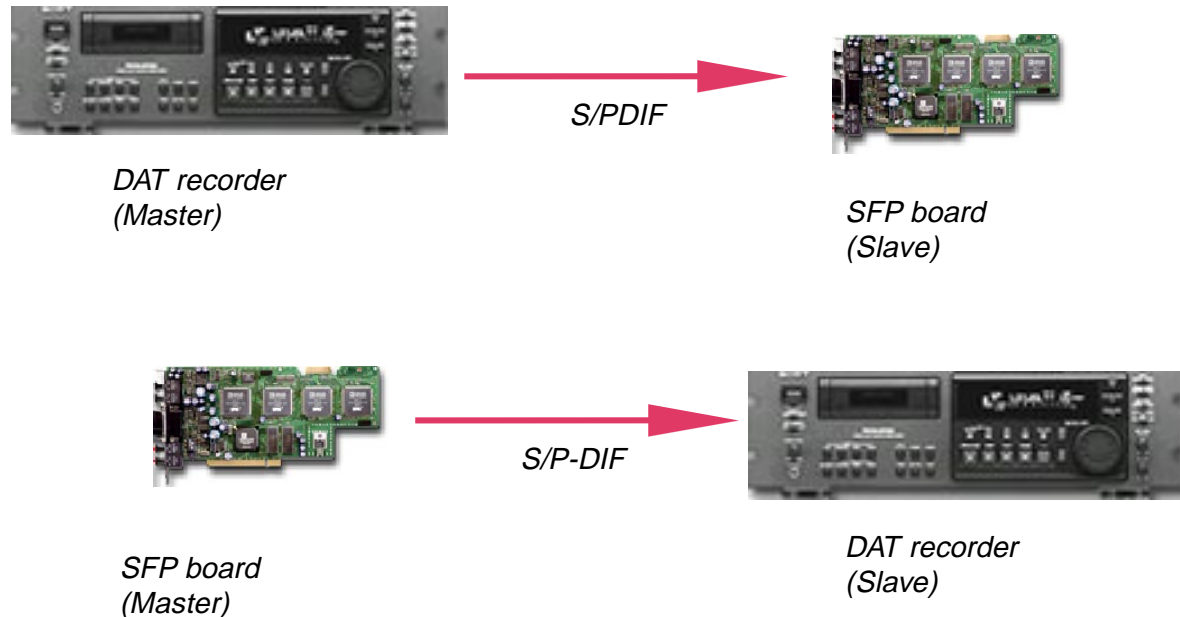 S/PDIF
DAT recorder
(Master)
SFP board
(Slave)
S/P-DIF
SFP board
(Master)
DAT recorder
(Slave)